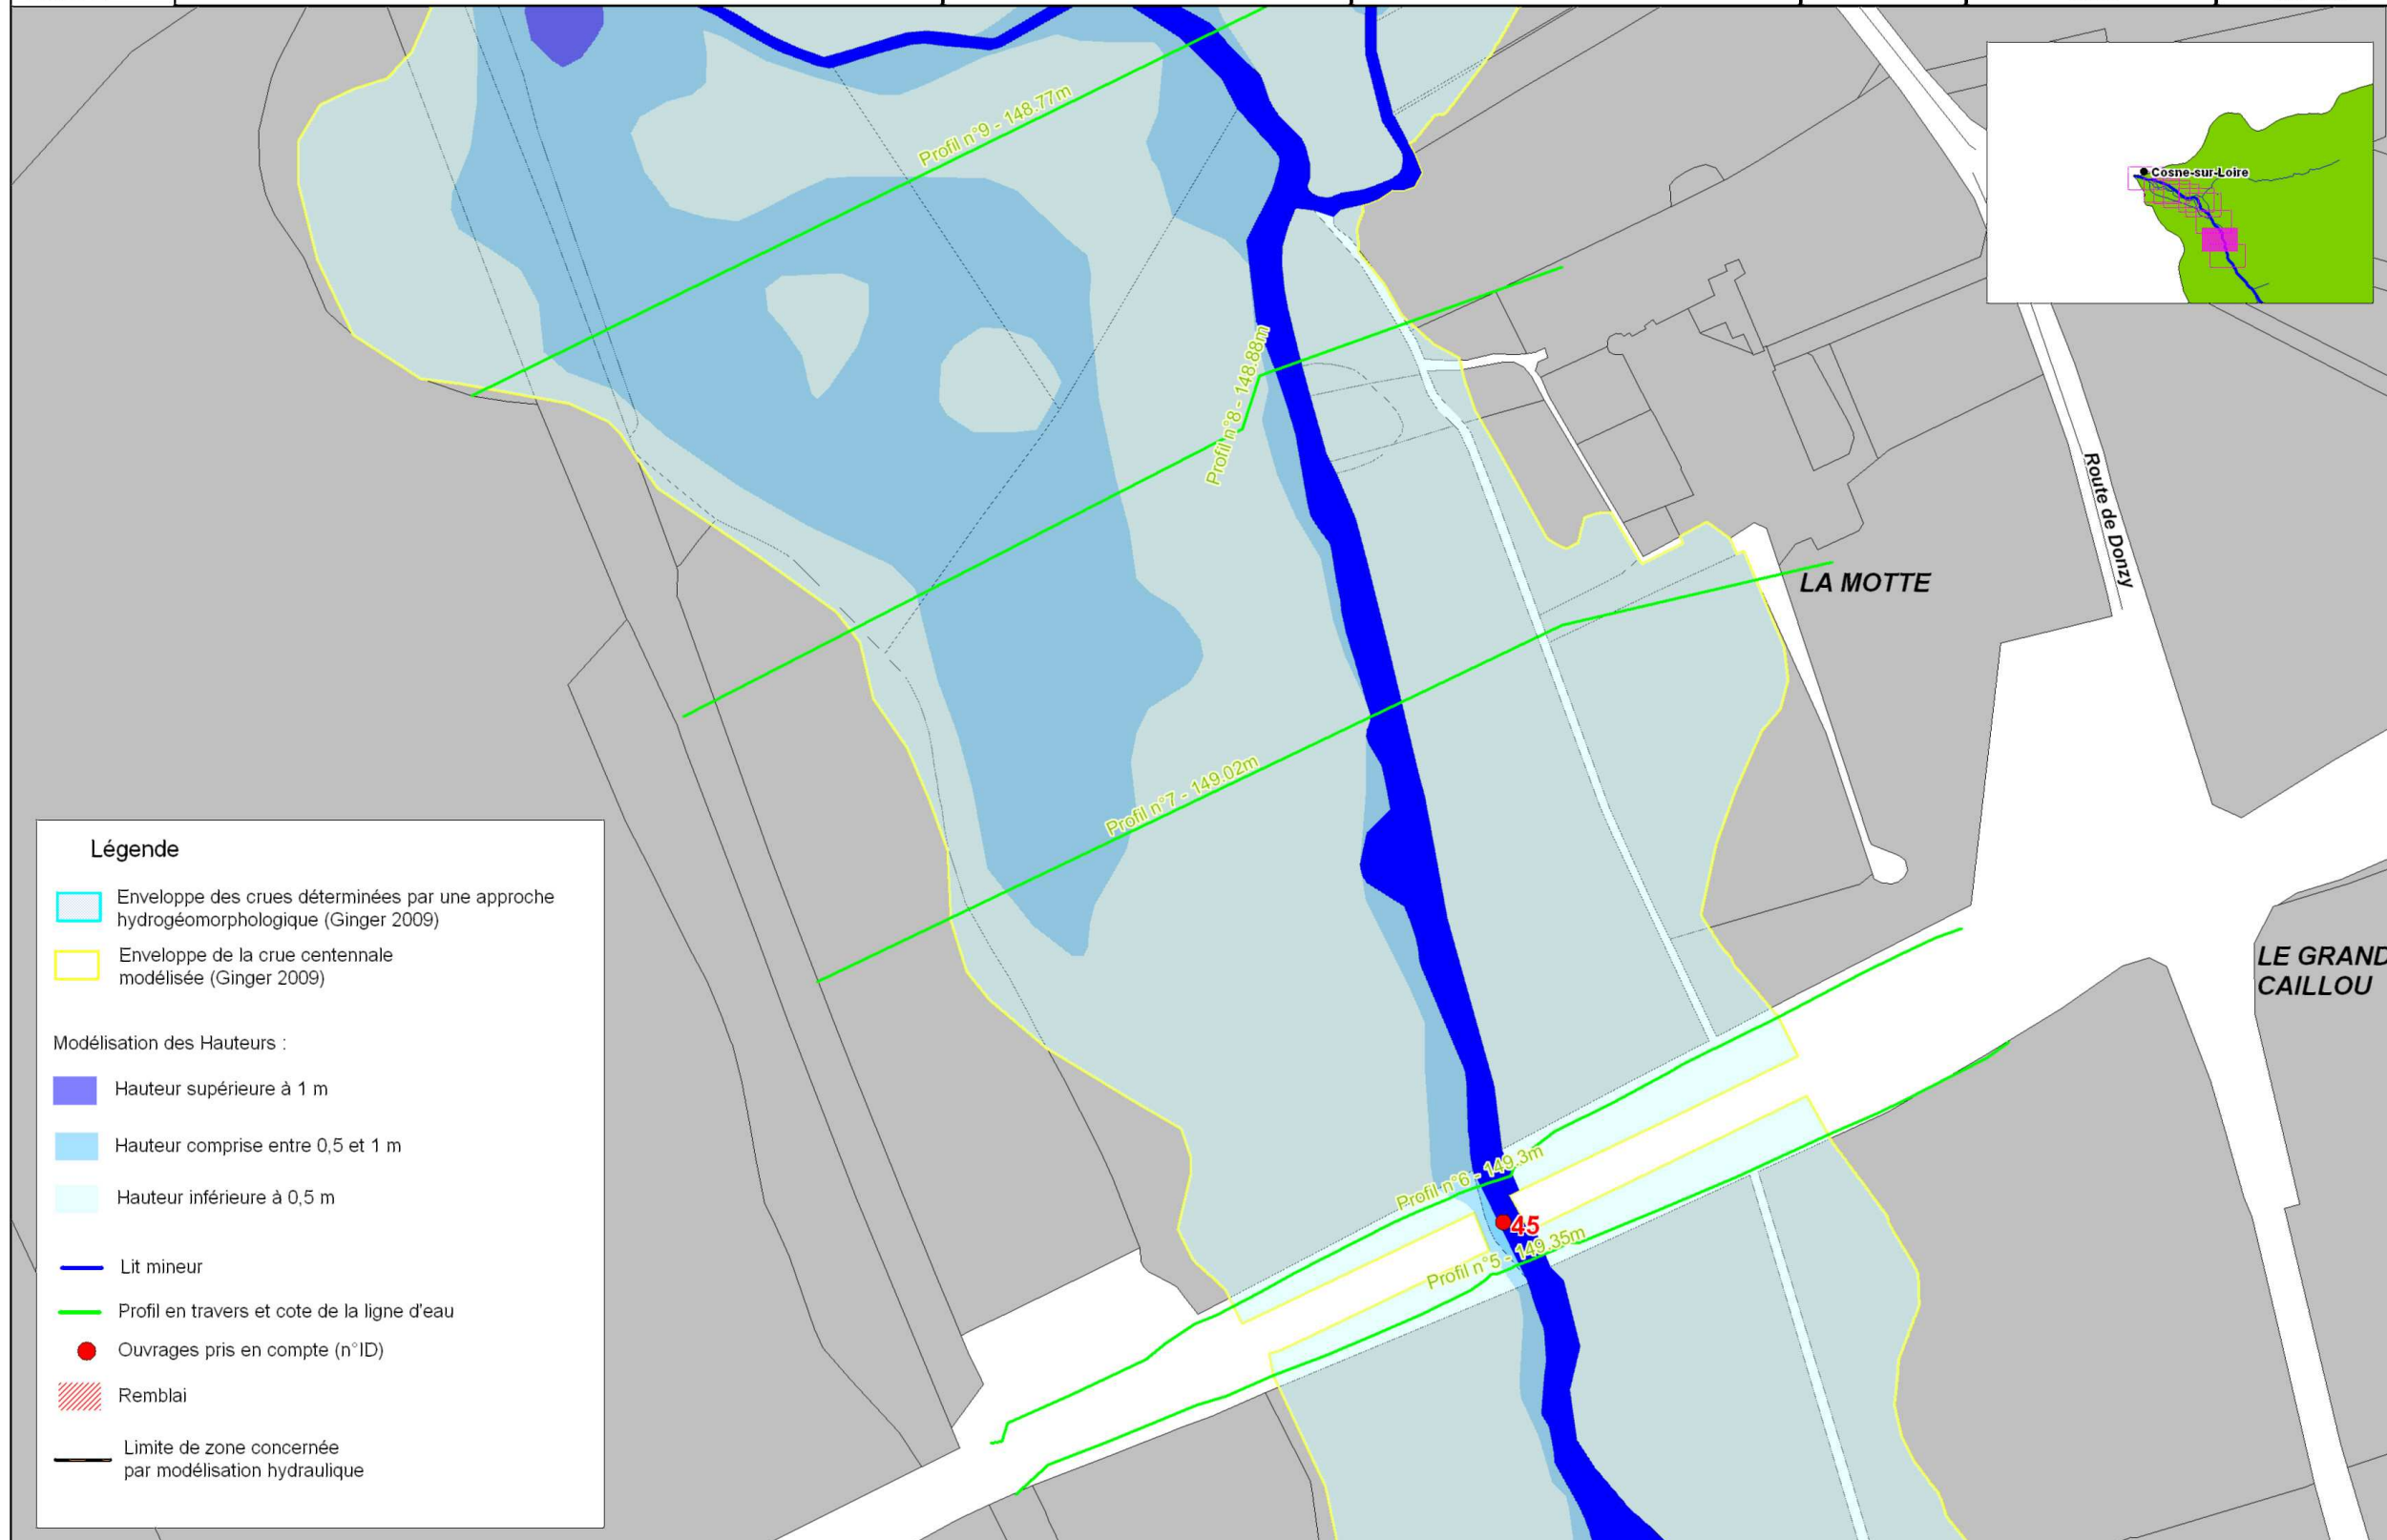 Cosne-sur-Loire
Profil n°9 - 148.77m
Profil n°8 - 148.88m
Route de Donzy
LA MOTTE
Profil n°7 - 149.02m
LE GRAND
CAILLOU
Profil n°6 - 149.3m
45
Profil n°5 - 149.35m
Légende
Enveloppe des crues déterminées par une approche
hydrogéomorphologique (Ginger 2009)
Enveloppe de la crue centennale
modélisée (Ginger 2009)
Modélisation des Hauteurs :
Hauteur supérieure à 1 m
Hauteur comprise entre 0,5 et 1 m
Hauteur inférieure à 0,5 m
Lit mineur
Profil en travers et cote de la ligne d'eau
Ouvrages pris en compte (n°ID)
Remblai
Limite de zone concernée
par modélisation hydraulique